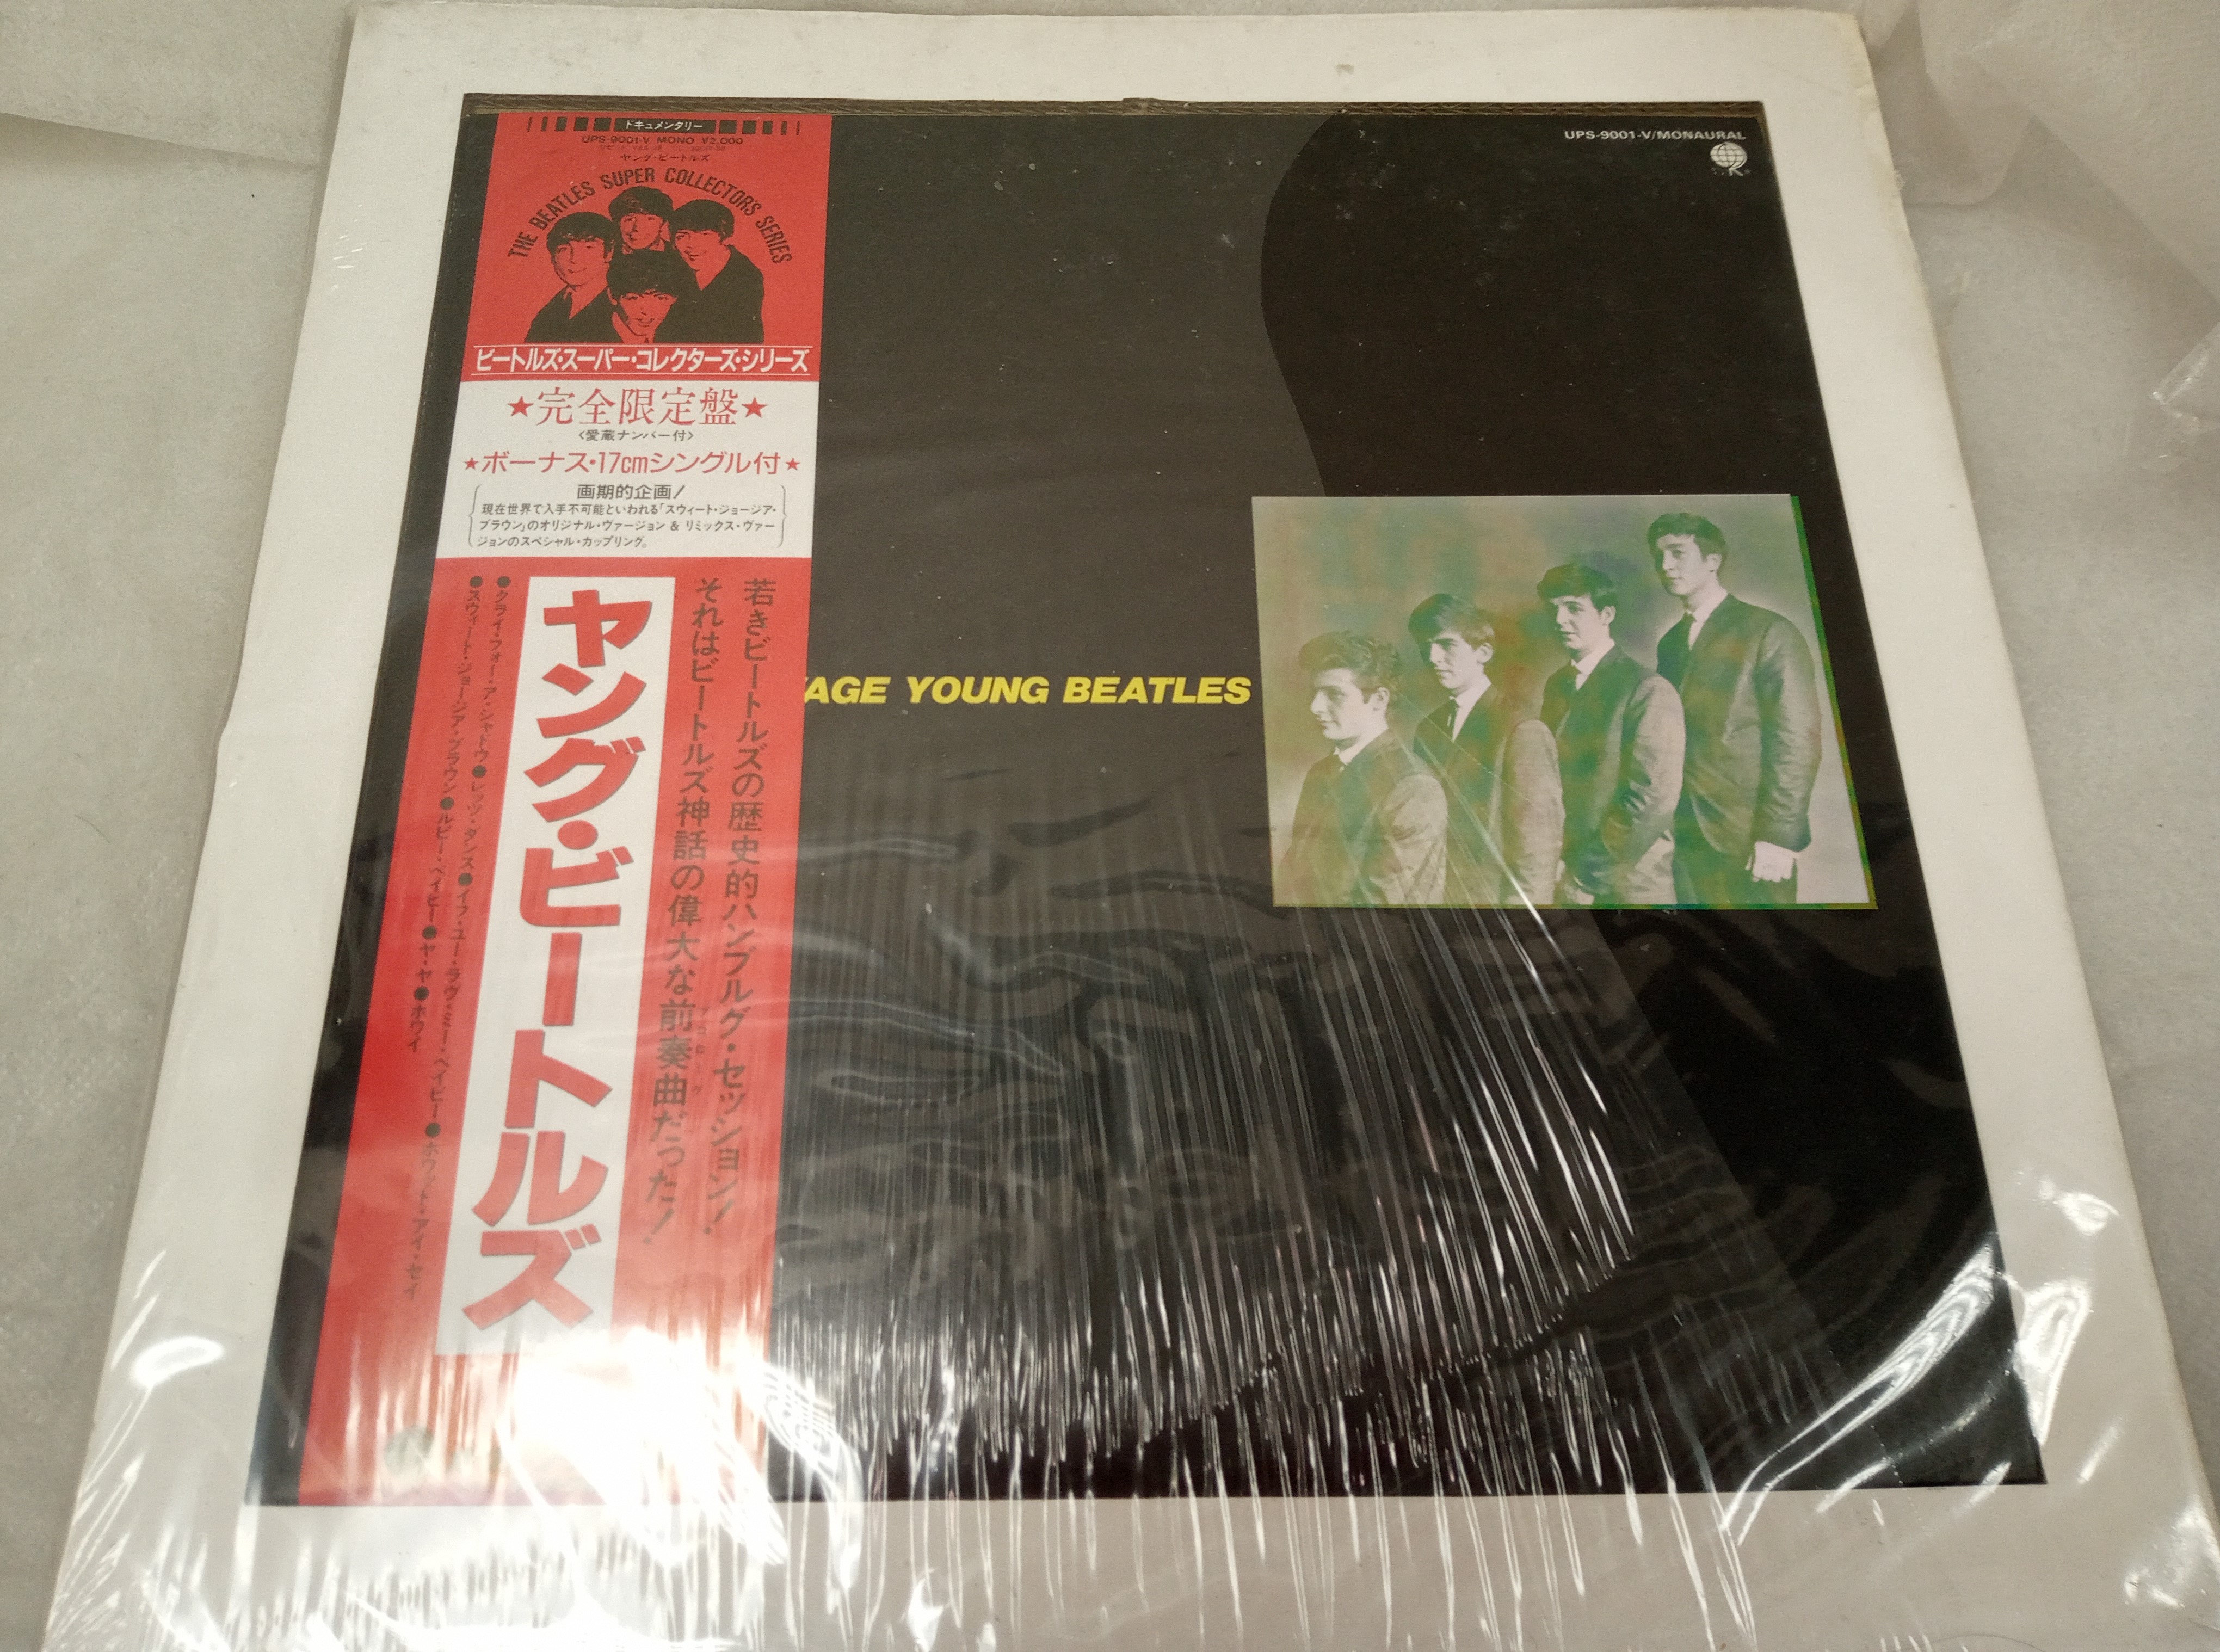 ドキュメンタリー
UPS-9001-V MONO ¥2,000
ヤング・ビートルズ
THE BEATLES SUPER COLLECTORS SERIES
ビートルズ・スーパー・コレクターズ・シリーズ
★完全限定盤★
〈愛蔵ナンバー付〉
★ボーナス・17cmシングル付★
画期的企画!
現在世界で入手不可能といわれる「スウィート・ジョージア・
ブラウン」のオリジナル・ヴァージョン & リミックス・ヴァー
ジョンのスペシャル・カップリング。
若きビートルズの歴史的ハンブルグ・セッション!
それはビートルズ神話の偉大な前奏曲だった!
プロローグ
ヤング・ビートルズ
●クライ・フォー・ア・シャドウ●レッツ・ダンス●イフ・ユー・ラヴ・ミー・ベイビー●ホワット・アイ・セイ
●スウィート・ジョージア・ブラウン●ルビー・ベイビー●ヤ・ヤ●ホワイ
UPS-9001-V/MONAURAL
AGE YOUNG BEATLES